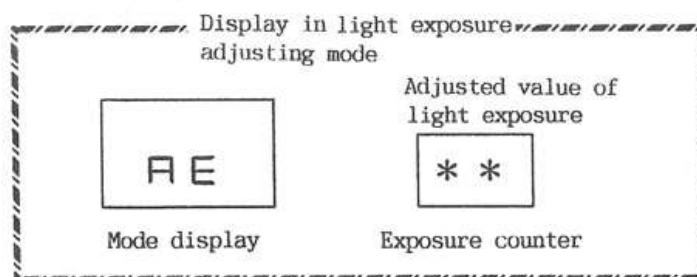 Display in light exposure
adjusting mode
Adjusted value of
light exposure
AE
* *
Mode display
Exposure counter